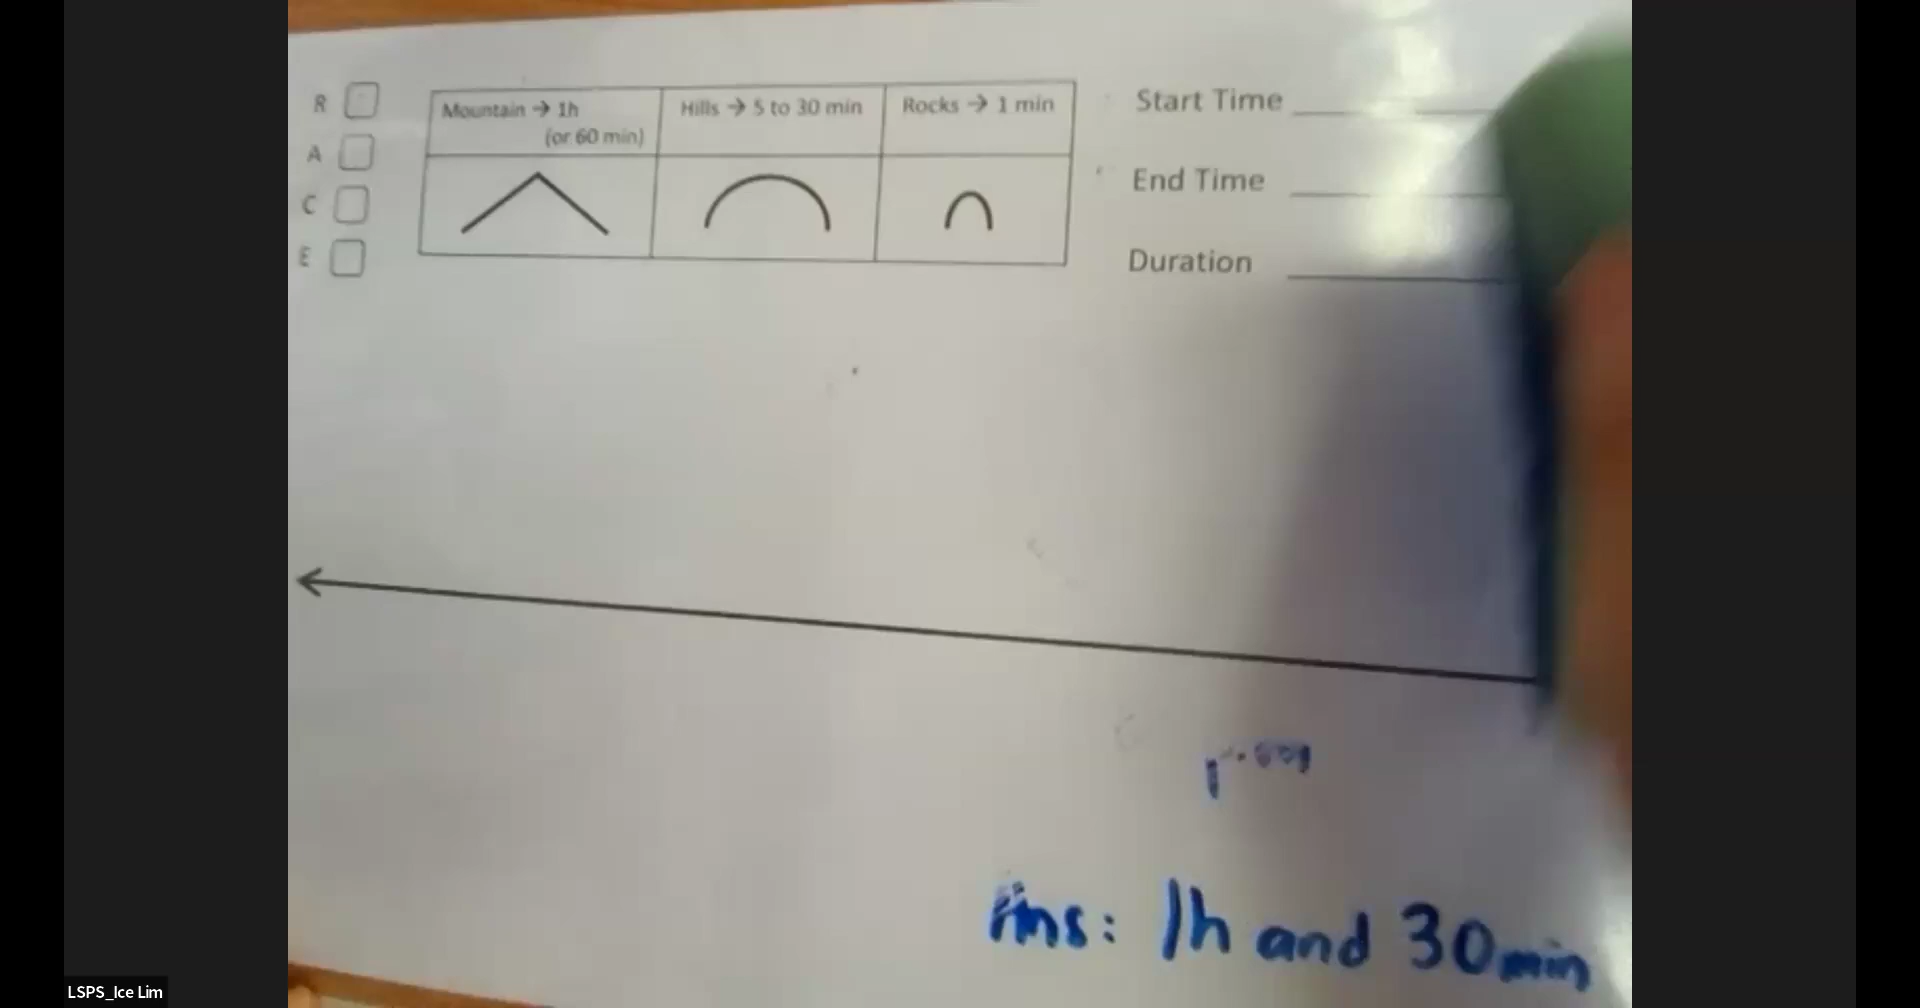 R
A
C
E
Mountain → 1h
(or 60 min)
Hills → 5 to 30 min
Rocks → 1 min
Start Time
End Time
Duration
Ans: 1h and 30min
LSPS_Ice Lim